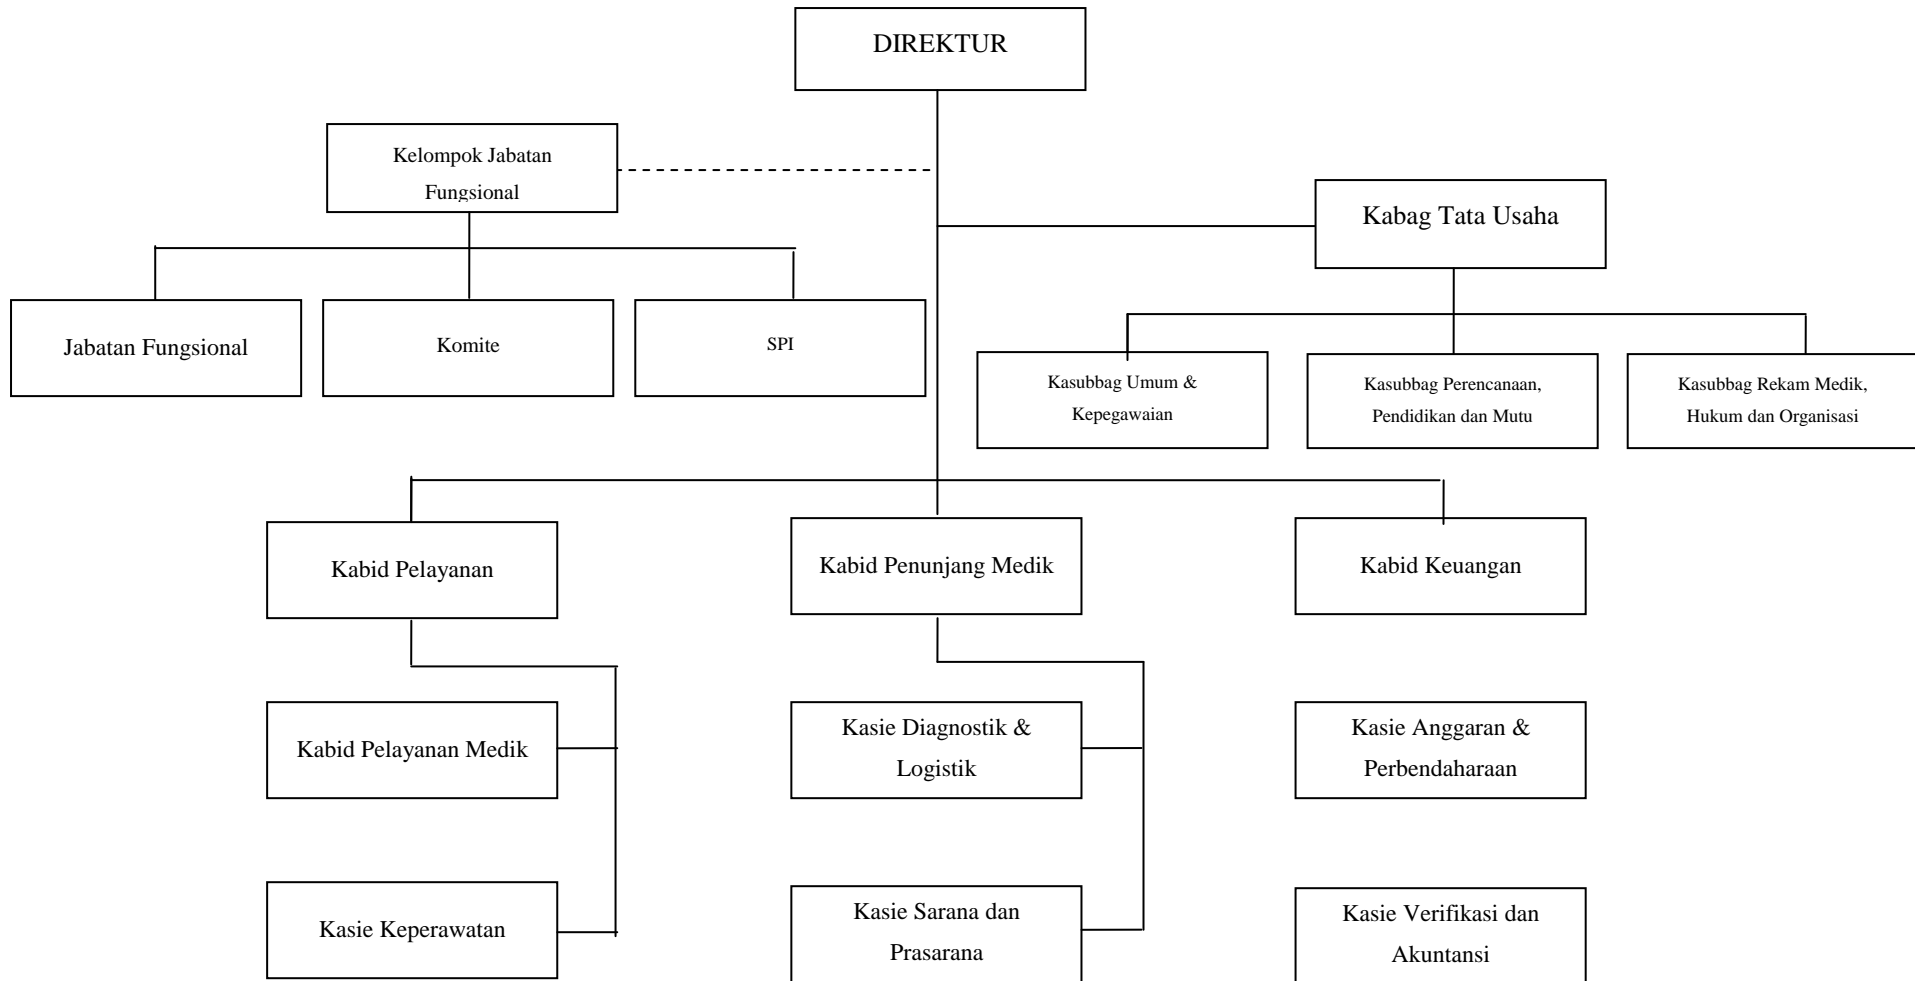 DIREKTUR
Kelompok Jabatan
Fungsional
Kabag Tata Usaha
Jabatan Fungsional
Komite
SPI
Kasubbag Umum &
Kepegawaian
Kasubbag Perencanaan,
Pendidikan dan Mutu
Kasubbag Rekam Medik,
Hukum dan Organisasi
Kabid Pelayanan
Kabid Penunjang Medik
Kabid Keuangan
Kabid Pelayanan Medik
Kasie Diagnostik &
Logistik
Kasie Anggaran &
Perbendaharaan
Kasie Keperawatan
Kasie Sarana dan
Prasarana
Kasie Verifikasi dan
Akuntansi